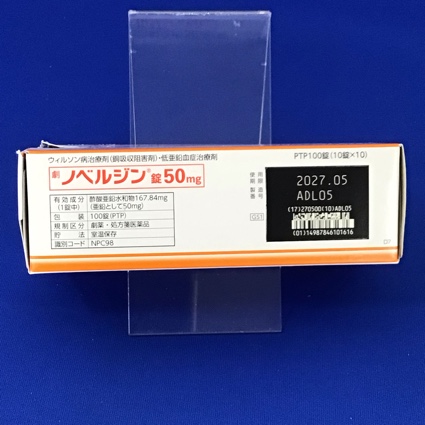 ウィルソン病治療剤(銅吸収阻害剤)・低亜鉛血症治療剤
PTP100錠(10錠×10)
劇 ノベルジン®錠50mg
有効成分(1錠中) 酢酸亜鉛水和物167.84mg(亜鉛として50mg)
包装 100錠(PTP)
規制区分 劇薬・処方箋医薬品
貯法 室温保存
識別コード NPC98
使用期限 2027.05
製造番号 ADL05
GS1
(17)270500(10)ADL05
(01)14987846101616